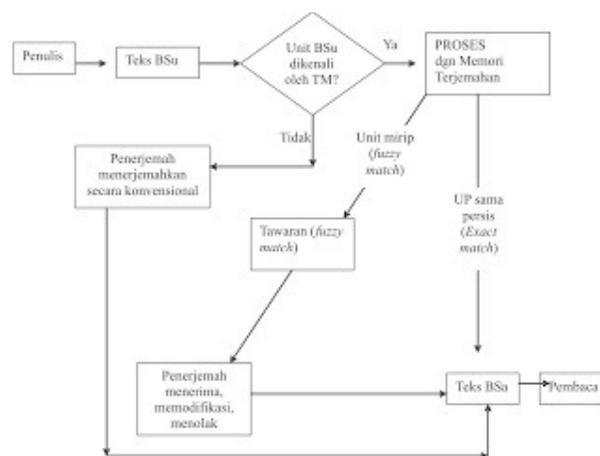 Penulis
Teks BSu
Unit BSu
dikenali
oleh TM?
Ya
PROSES
dgn Memori
Terjemahan
Tidak
Unit mirip
(fuzzy
match)
Penerjemah
menerjemahkan
secara konvensional
UP sama
persis
(Exact
match)
Tawaran (fuzzy
match)
Penerjemah
menerima,
memodifikasi,
menolak
Teks BSa
Pembaca